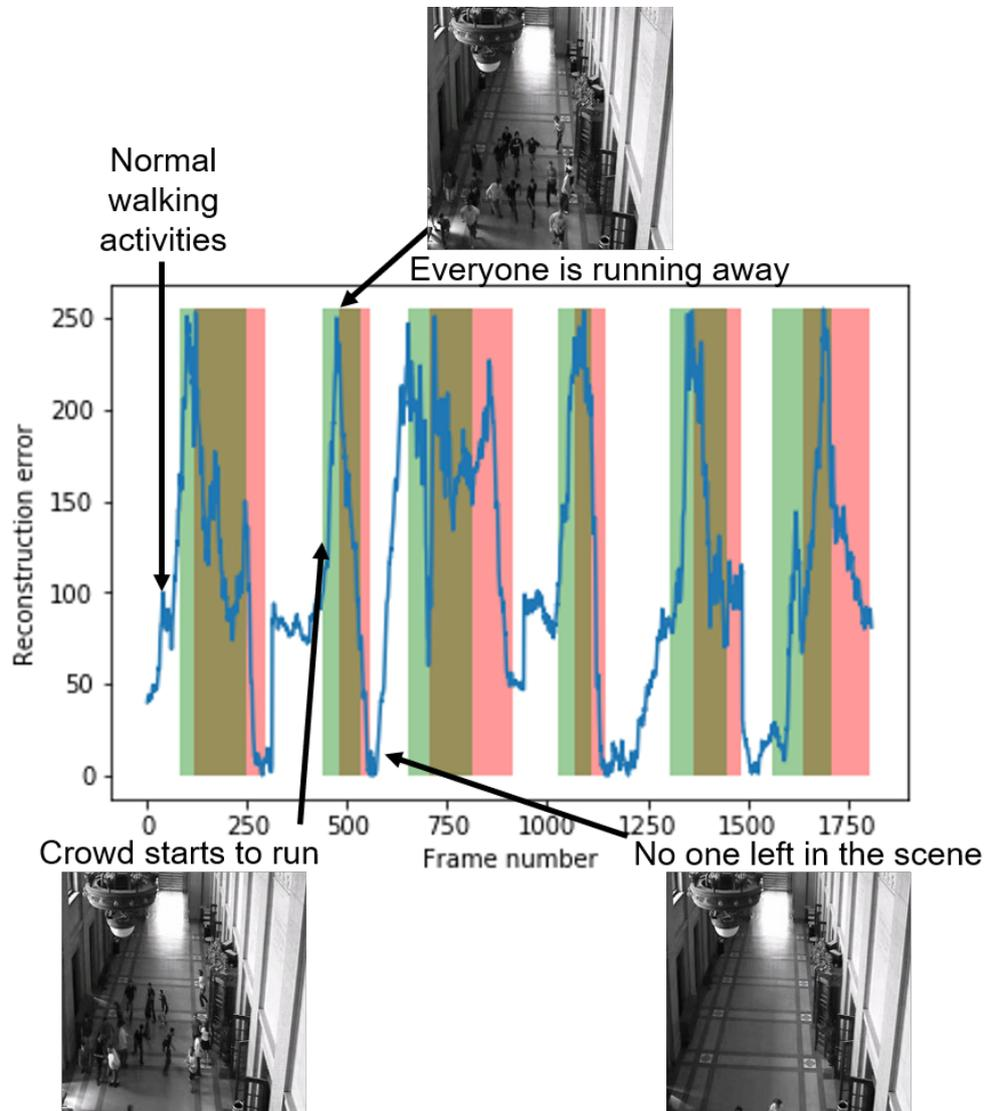 Normal
walking
activities
Everyone is running away
250
200
150
100
50
0
Reconstruction error
0 250 500 750 1000 1250 1500 1750
Frame number
Crowd starts to run
No one left in the scene